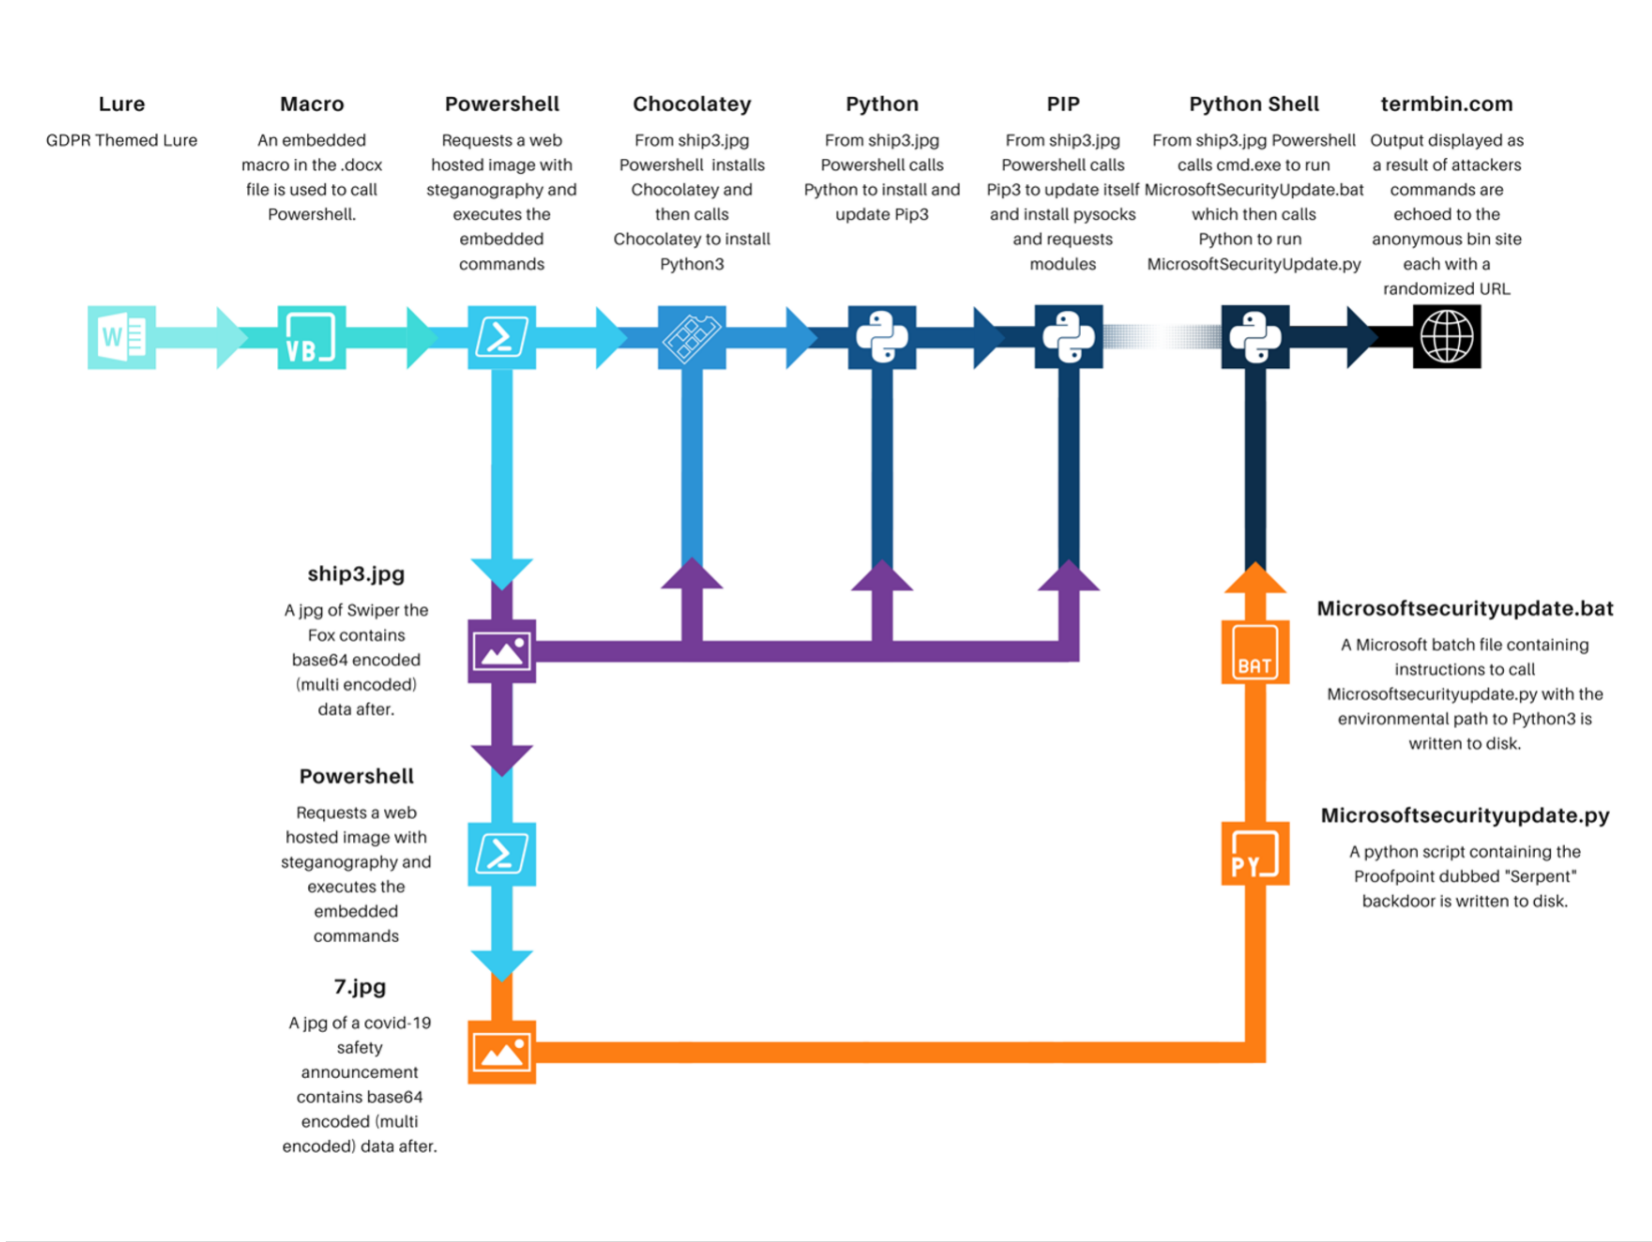 Lure
GDPR Themed Lure
Macro
An embedded
macro in the .docx
file is used to call
Powershell.
Powershell
Requests a web
hosted image with
steganography and
executes the
embedded
commands
Chocolatey
From ship3.jpg
Powershell installs
Chocolatey and
then calls
Chocolatey to install
Python3
Python
From ship3.jpg
Powershell calls
Python to install and
update Pip3
PIP
From ship3.jpg
Powershell calls
Pip3 to update itself
and install pysocks
and requests
modules
Python Shell
From ship3.jpg Powershell
calls cmd.exe to run
MicrosoftSecurityUpdate.bat
which then calls
Python to run
MicrosoftSecurityUpdate.py
termbin.com
Output displayed as
a result of attackers
commands are
echoed to the
anonymous bin site
each with a
randomized URL
W
VB
ship3.jpg
A jpg of Swiper the
Fox contains
base64 encoded
(multi encoded)
data after.
Powershell
Requests a web
hosted image with
steganography and
executes the
embedded
commands
7.jpg
A jpg of a covid-19
safety
announcement
contains base64
encoded (multi
encoded) data after.
BAT
Microsoftsecurityupdate.bat
A Microsoft batch file containing
instructions to call
Microsoftsecurityupdate.py with the
environmental path to Python3 is
written to disk.
PY
Microsoftsecurityupdate.py
A python script containing the
Proofpoint dubbed "Serpent"
backdoor is written to disk.